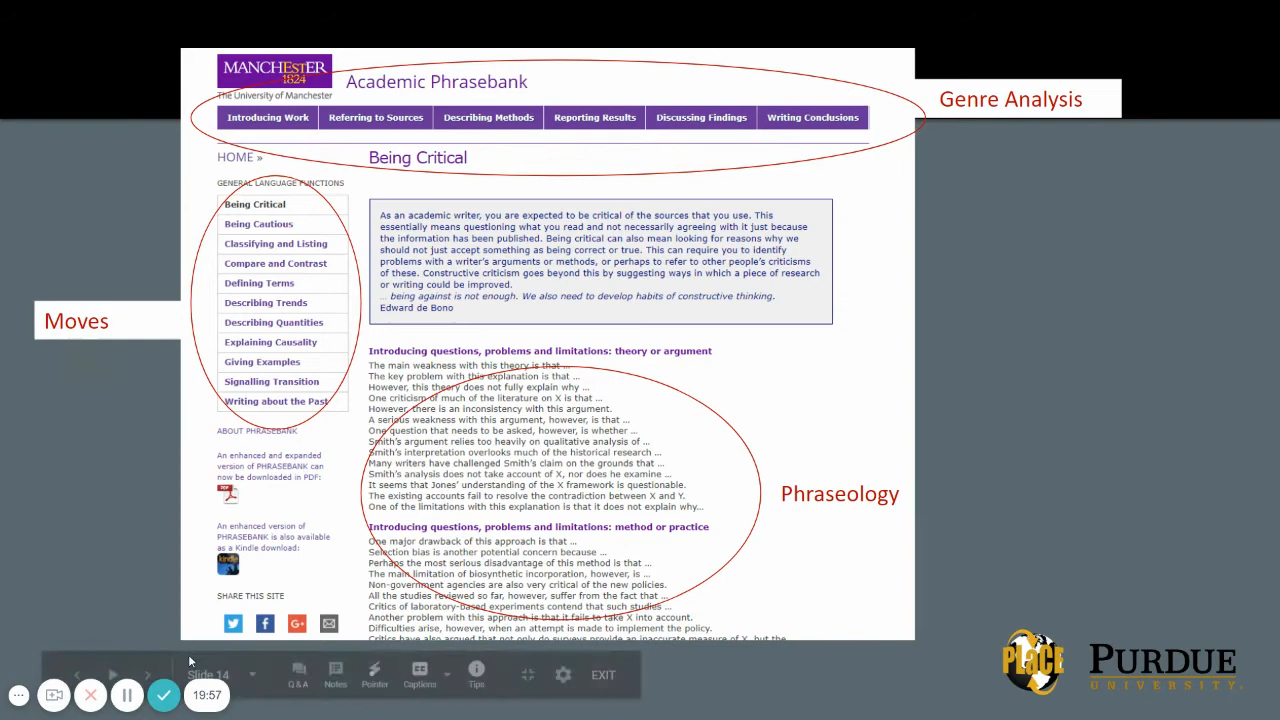 MANCHESTER
1824
The University of Manchester
Academic Phrasebank
Genre Analysis
Introducing Work
Referring to Sources
Describing Methods
Reporting Results
Discussing Findings
Writing Conclusions
HOME »
Being Critical
GENERAL LANGUAGE FUNCTIONS
Being Critical
Being Cautious
Classifying and Listing
Compare and Contrast
Defining Terms
Describing Trends
Describing Quantities
Explaining Causality
Giving Examples
Signalling Transition
Writing about the Past
Moves
ABOUT PHRASEBANK
An enhanced and expanded
version of PHRASEBANK can
now be downloaded in PDF:
PDF
An enhanced version of
PHRASEBANK is also available
as a Kindle download:
kindle
SHARE THIS SITE
As an academic writer, you are expected to be critical of the sources that you use. This
essentially means questioning what you read and not necessarily agreeing with it just because
the information has been published. Being critical can also mean looking for reasons why we
should not just accept something as being correct or true. This can require you to identify
problems with a writer's arguments or methods, or perhaps to refer to other people's criticisms
of these. Constructive criticism goes beyond this by suggesting ways in which a piece of research
or writing could be improved.
… being against is not enough. We also need to develop habits of constructive thinking.
Edward de Bono
Introducing questions, problems and limitations: theory or argument
The main weakness with this theory is that …
The key problem with this explanation is that …
However, this theory does not fully explain why …
One criticism of much of the literature on X is that …
However, there is an inconsistency with this argument.
A serious weakness with this argument, however, is that …
One question that needs to be asked, however, is whether …
Smith's argument relies too heavily on qualitative analysis of …
Smith's interpretation overlooks much of the historical research …
Many writers have challenged Smith's claim on the grounds that …
Smith's analysis does not take account of X, nor does he examine …
It seems that Jones' understanding of the X framework is questionable.
The existing accounts fail to resolve the contradiction between X and Y.
One of the limitations with this explanation is that it does not explain why…
Phraseology
Introducing questions, problems and limitations: method or practice
One major drawback of this approach is that …
Selection bias is another potential concern because …
Perhaps the most serious disadvantage of this method is that …
The main limitation of biosynthetic incorporation, however, is …
Non-government agencies are also very critical of the new policies.
All the studies reviewed so far, however, suffer from the fact that …
Critics of laboratory-based experiments contend that such studies …
Another problem with this approach is that it fails to take X into account.
Difficulties arise, however, when an attempt is made to implement the policy.
Critics have also argued that not only do surveys provide an inaccurate measure of X, but the
Slide 14
Q & A
Notes
Pointer
Captions
Tips
EXIT
19:57
PLACE
PURDUE
UNIVERSITY